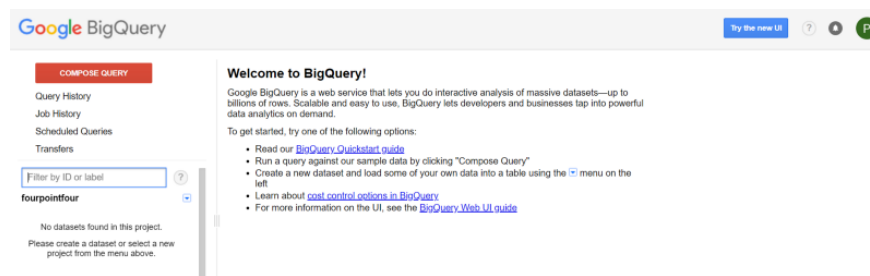 Google BigQuery
Try the new UI
?
P
COMPOSE QUERY
Query History
Job History
Scheduled Queries
Transfers
Filter by ID or label
?
fourpointfour
No datasets found in this project.
Please create a dataset or select a new
project from the menu above.
Welcome to BigQuery!
Google BigQuery is a web service that lets you do interactive analysis of massive datasets—up to
billions of rows. Scalable and easy to use, BigQuery lets developers and businesses tap into powerful
data analytics on demand.
To get started, try one of the following options:
• Read our BigQuery Quickstart guide
• Run a query against our sample data by clicking "Compose Query"
• Create a new dataset and load some of your own data into a table using the menu on the
left
• Learn about cost control options in BigQuery
• For more information on the UI, see the BigQuery Web UI guide